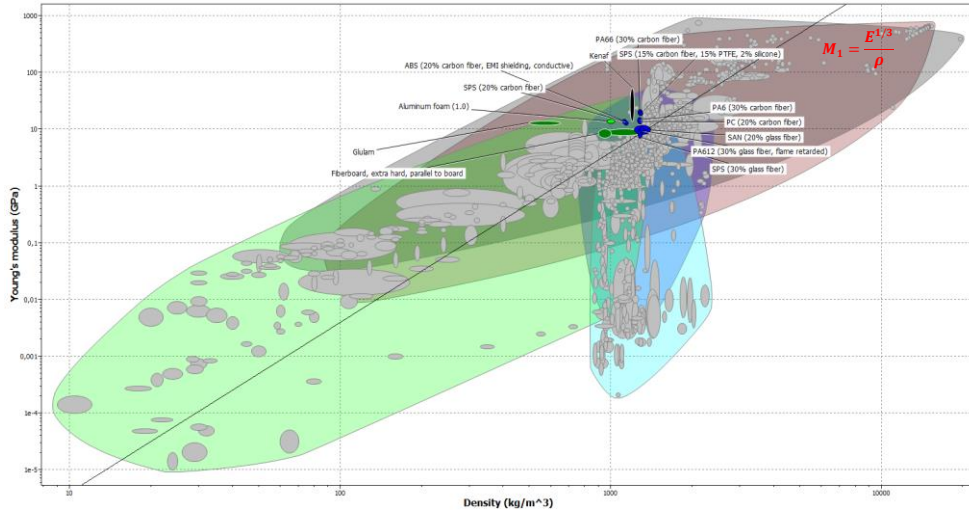 1000
100
10
1
0,1
0,01
0,001
1e-4
1e-5
Young's modulus (GPa)
PA66 (30% carbon fiber)
Kenaf
SPS (15% carbon fiber, 15% PTFE, 2% silicone)
ABS (20% carbon fiber, EMI shielding, conductive)
SPS (20% carbon fiber)
Aluminum foam (1.0)
Glulam
Fiberboard, extra hard, parallel to board
PA6 (30% carbon fiber)
PC (20% carbon fiber)
SAN (20% glass fiber)
PA612 (30% glass fiber, flame retarded)
SPS (30% glass fiber)
M₁ = E^1/3 / ρ
10
100
1000
10000
Density (kg/m^3)